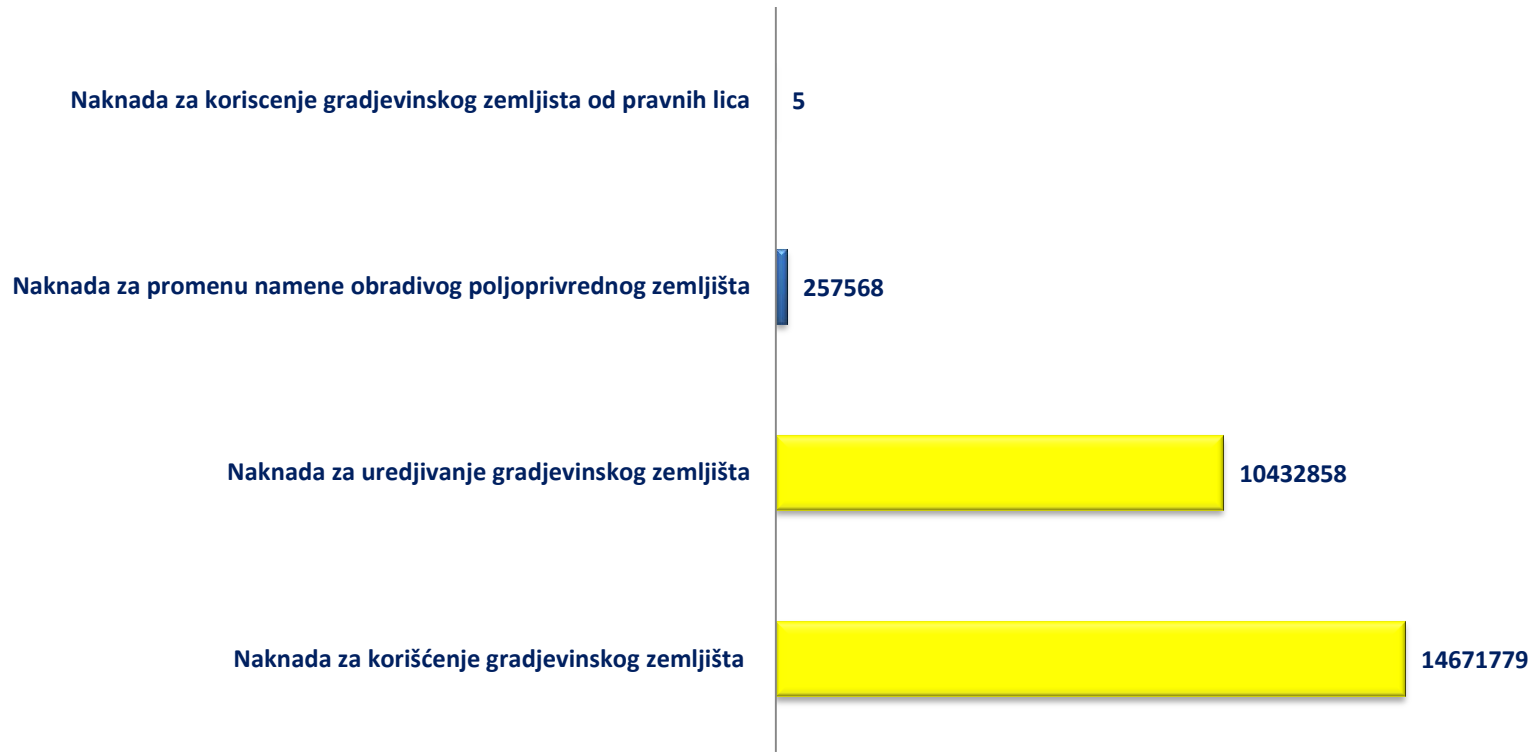 Naknada za koriscenje gradjevinskog zemljista od pravnih lica 5
Naknada za promenu namene obradivog poljoprivrednog zemljišta 257568
Naknada za uredjivanje gradjevinskog zemljišta 10432858
Naknada za korišćenje gradjevinskog zemljišta 14671779